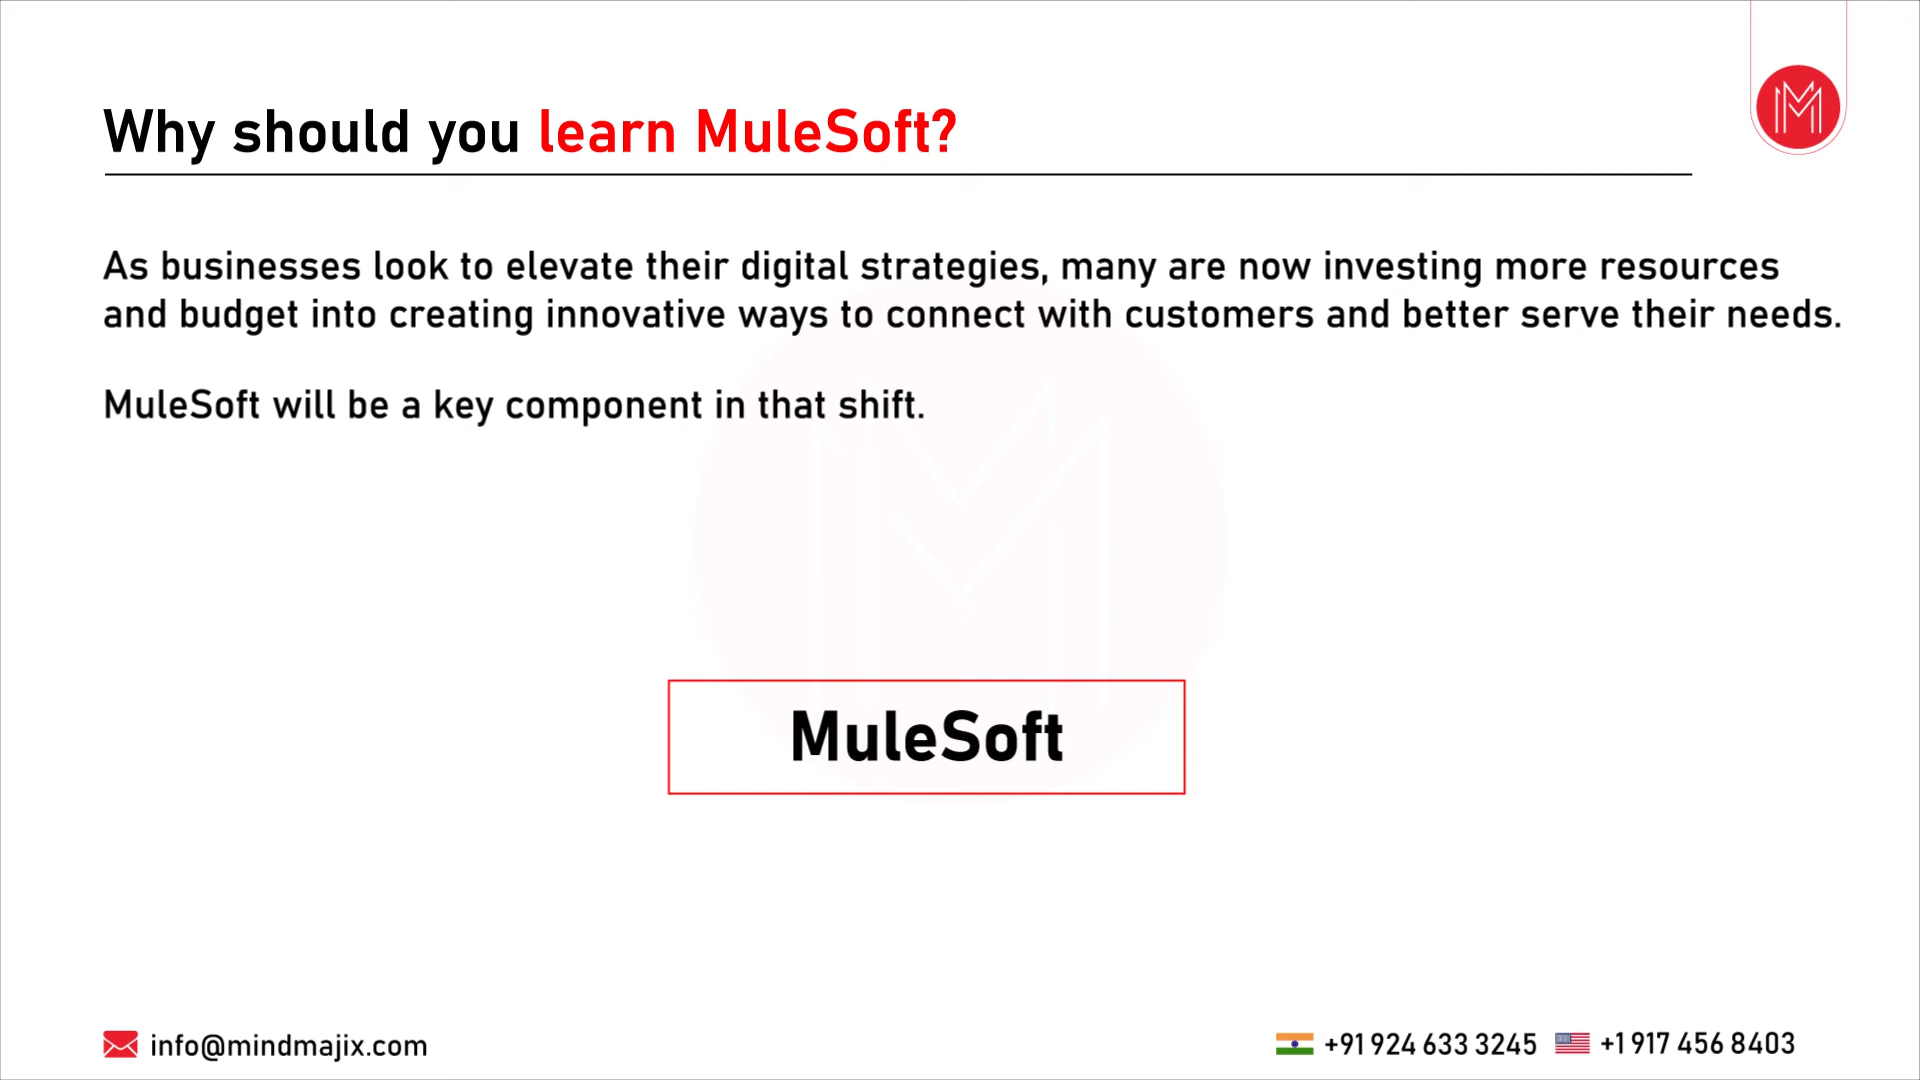 Why should you learn MuleSoft?
As businesses look to elevate their digital strategies, many are now investing more resources
and budget into creating innovative ways to connect with customers and better serve their needs.
MuleSoft will be a key component in that shift.
MuleSoft
info@mindmajix.com
+91 924 633 3245
+1 917 456 8403